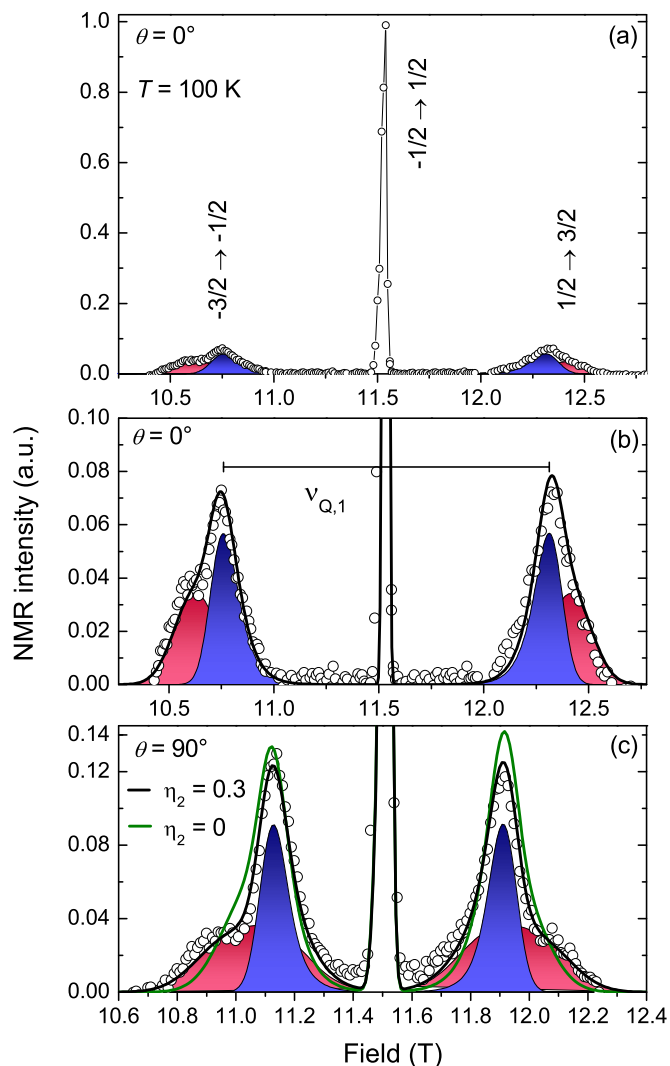 θ = 0° (a)
T = 100 K
-3/2 → -1/2
-1/2 → 1/2
1/2 → 3/2
1.0
0.8
0.6
0.4
0.2
0.0
10.5 11.0 11.5 12.0 12.5
θ = 0° (b)
ν_Q,1
0.10
0.08
0.06
0.04
0.02
0.00
10.5 11.0 11.5 12.0 12.5
NMR intensity (a.u.)
θ = 90° (c)
η₂ = 0.3
η₂ = 0
0.14
0.12
0.08
0.04
0.00
10.6 10.8 11.0 11.2 11.4 11.6 11.8 12.0 12.2 12.4
Field (T)